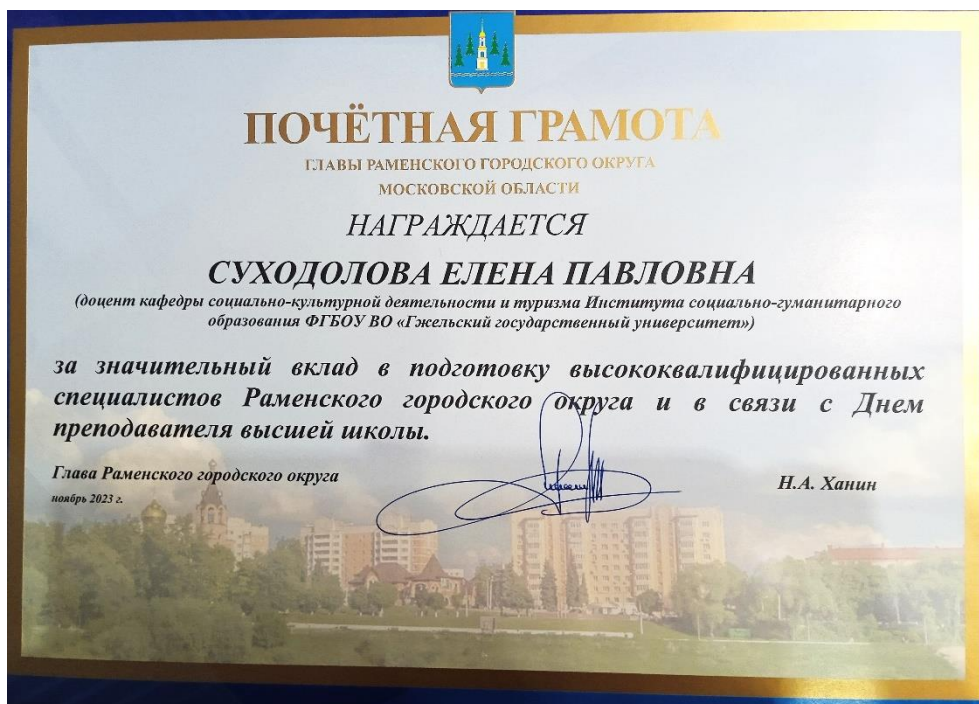 ПОЧЁТНАЯ ГРАМОТА
ГЛАВЫ РАМЕНСКОГО ГОРОДСКОГО ОКРУГА
МОСКОВСКОЙ ОБЛАСТИ
НАГРАЖДАЕТСЯ
СУХОДОЛОВА ЕЛЕНА ПАВЛОВНА
(доцент кафедры социально-культурной деятельности и туризма Института социально-гуманитарного
образования ФГБОУ ВО «Гжельский государственный университет»)
за значительный вклад в подготовку высококвалифицированных
специалистов Раменского городского округа и в связи с Днем
преподавателя высшей школы.
Глава Раменского городского округа
Н.А. Ханин
ноябрь 2023 г.